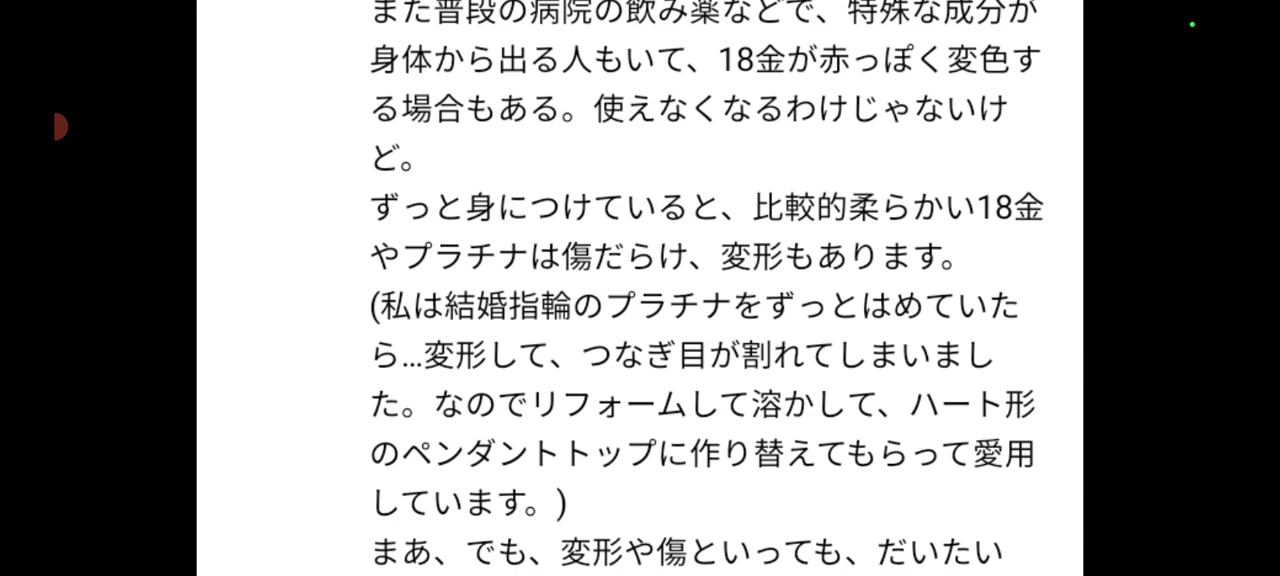 また普段の病院の飲み薬などで、特殊な成分が
身体から出る人もいて、18金が赤っぽく変色す
る場合もある。使えなくなるわけじゃないけ
ど。
ずっと身につけていると、比較的柔らかい18金
やプラチナは傷だらけ、変形もあります。
(私は結婚指輪のプラチナをずっとはめていた
ら...変形して、つなぎ目が割れてしまいまし
た。なのでリフォームして溶かして、ハート形
のペンダントトップに作り替えてもらって愛用
しています。)
まあ、でも、変形や傷といっても、だいたい